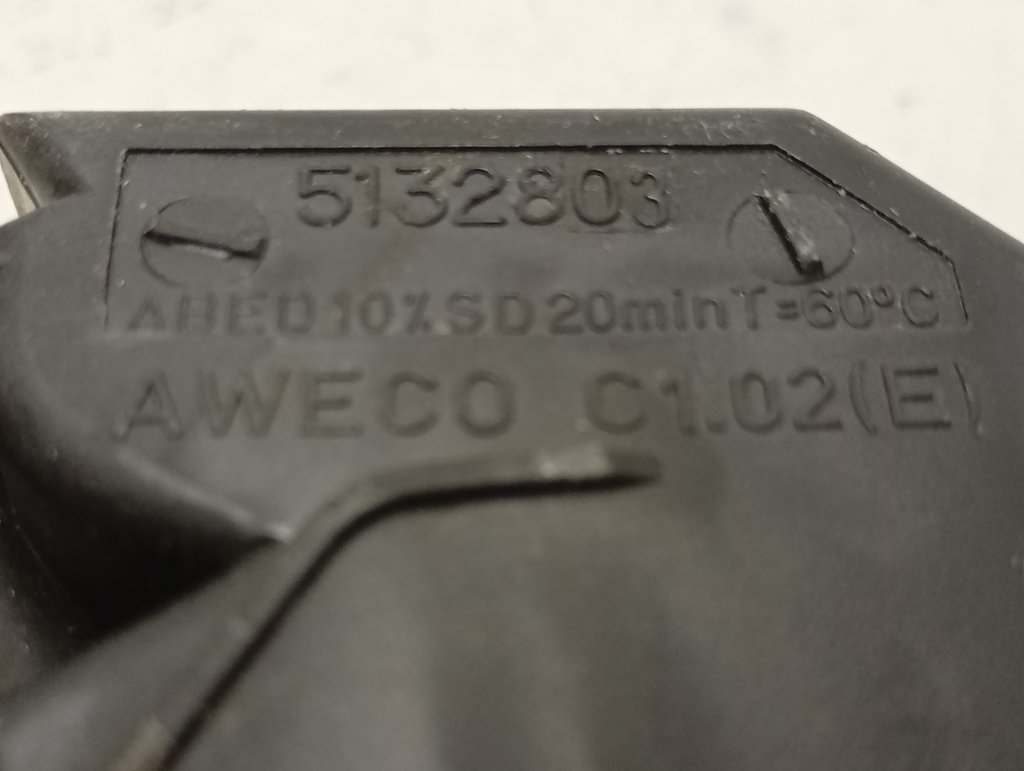 5132803
ABED 10% SD 20min T=60°C
AWECO C1.02(E)